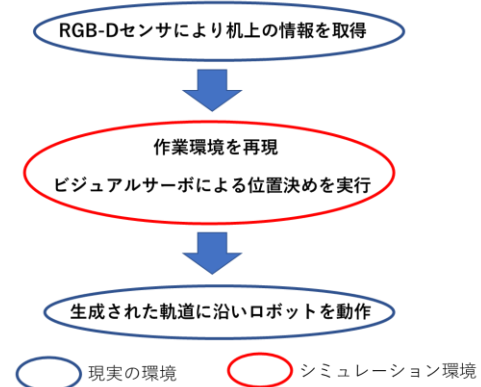 RGB-Dセンサにより机上の情報を取得
作業環境を再現
ビジュアルサーボによる位置決めを実行
生成された軌道に沿いロボットを動作
現実の環境
シミュレーション環境